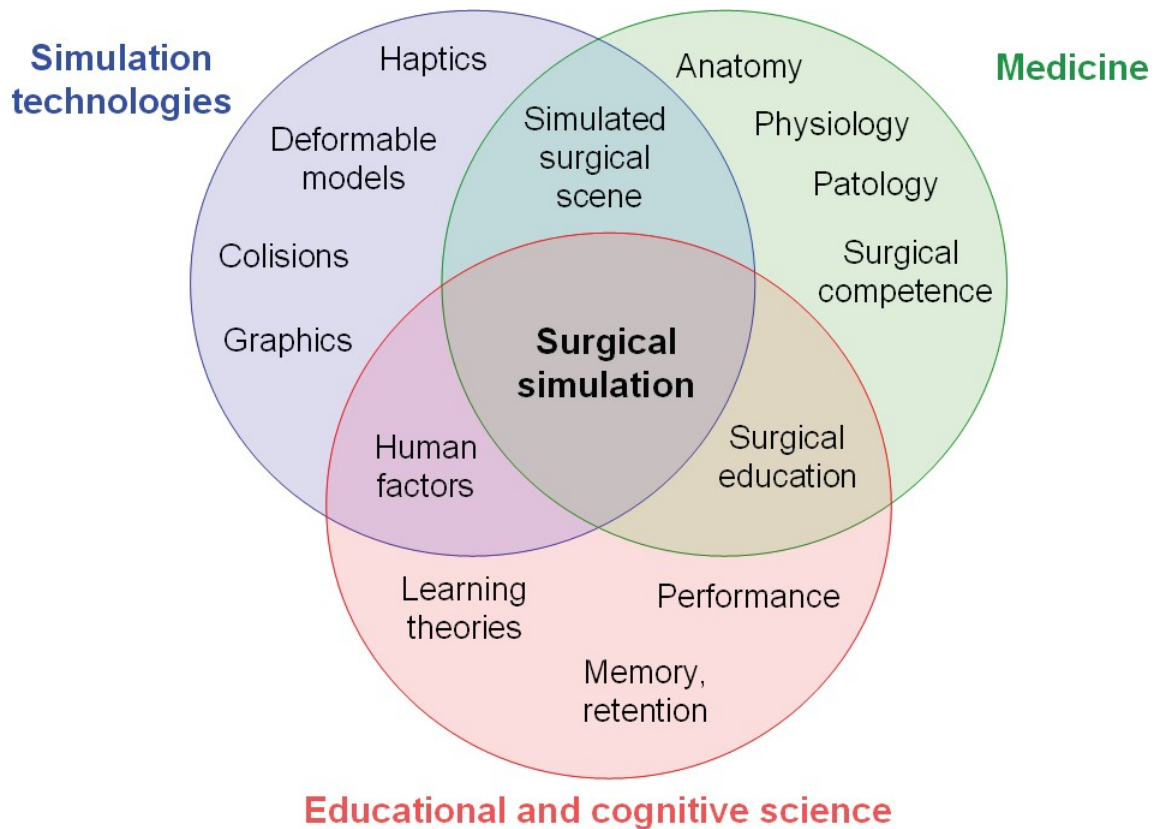 Simulation
technologies
Haptics
Deformable
models
Colisions
Graphics
Simulated
surgical
scene
Anatomy
Physiology
Patology
Surgical
competence
Medicine
Surgical
simulation
Human
factors
Surgical
education
Learning
theories
Performance
Memory,
retention
Educational and cognitive science